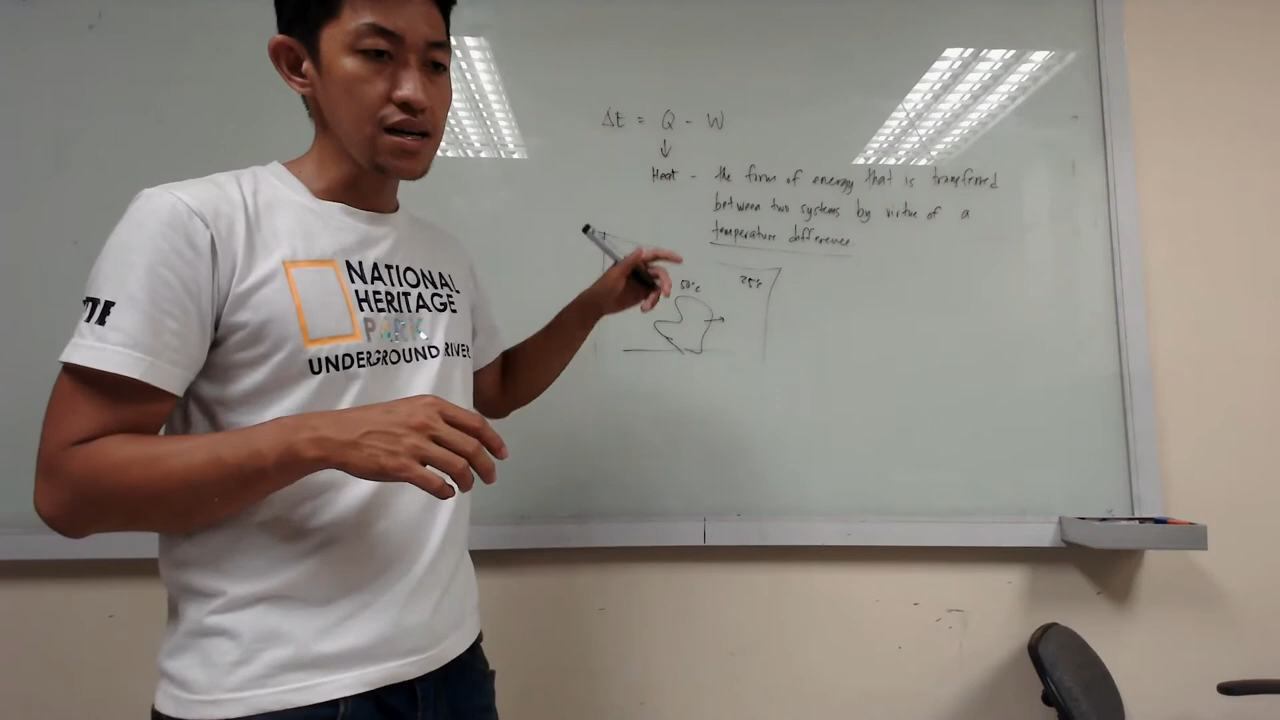 Δt = Q - W
↓
Heat - the form of energy that is transferred
between two systems by virtue of a
temperature difference
50°C
25°C
NATIONAL
HERITAGE
PARK
UNDERGROUND RIVER